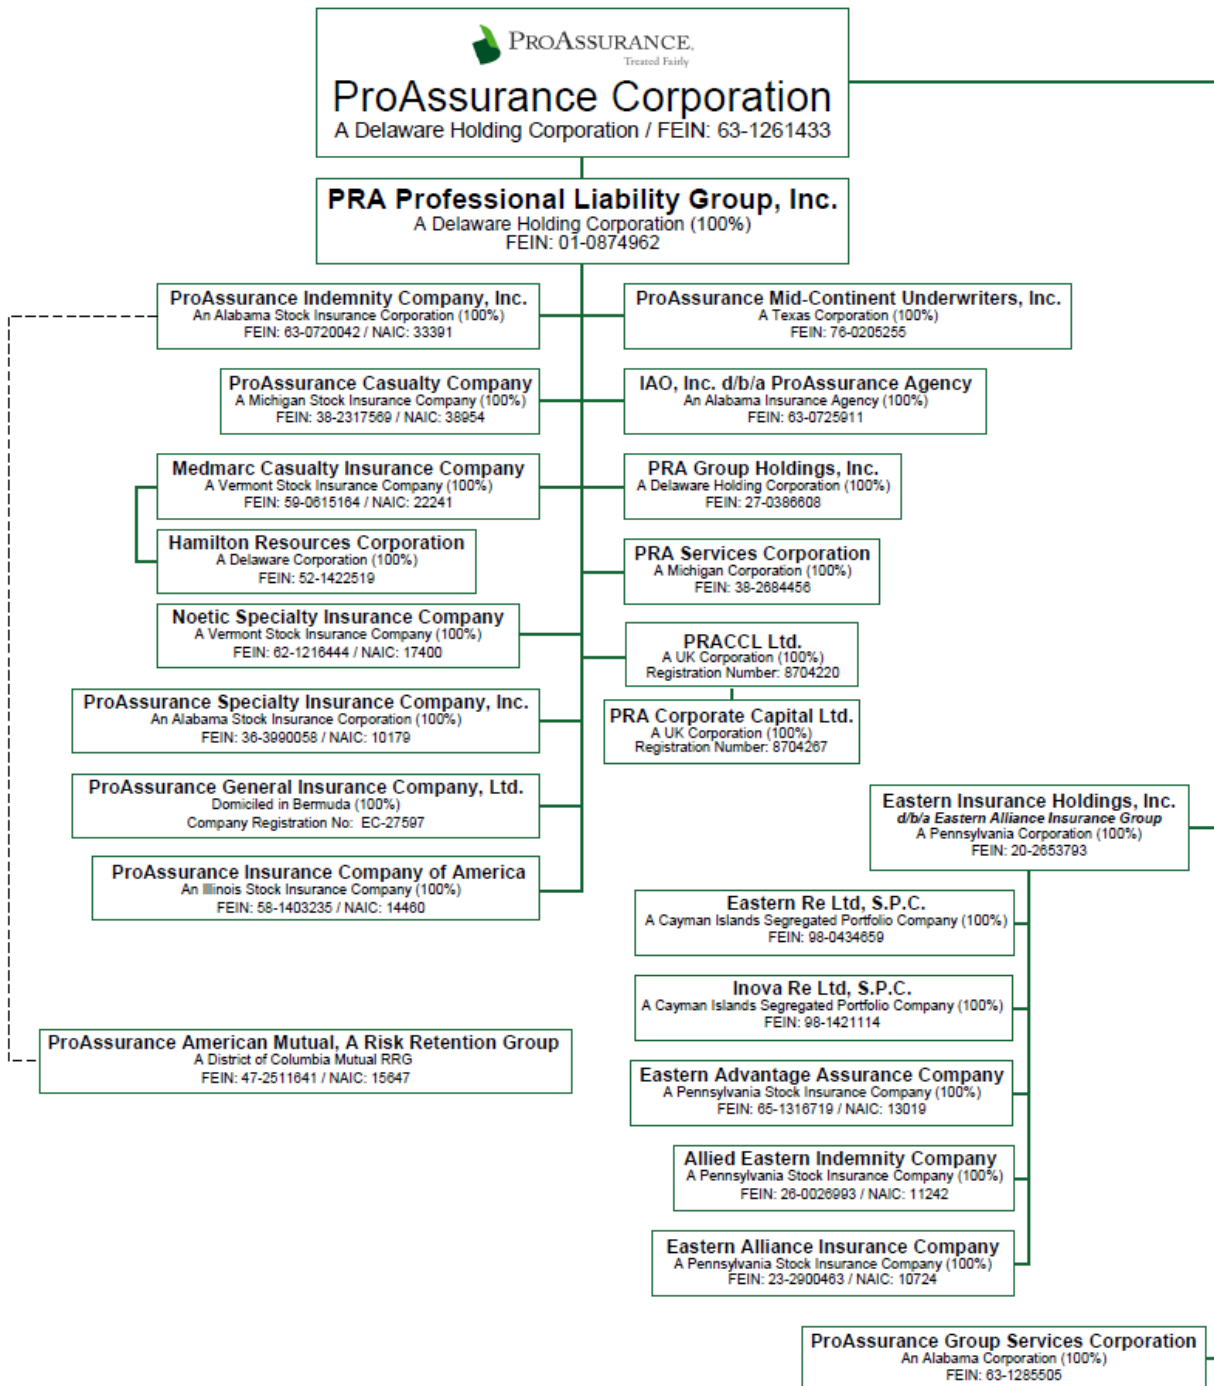 PROASSURANCE.
Treated Fairly
ProAssurance Corporation
A Delaware Holding Corporation / FEIN: 63-1261433
PRA Professional Liability Group, Inc.
A Delaware Holding Corporation (100%)
FEIN: 01-0874962
ProAssurance Indemnity Company, Inc.
An Alabama Stock Insurance Corporation (100%)
FEIN: 63-0720042 / NAIC: 33391
ProAssurance Mid-Continent Underwriters, Inc.
A Texas Corporation (100%)
FEIN: 76-0205255
ProAssurance Casualty Company
A Michigan Stock Insurance Company (100%)
FEIN: 38-2317569 / NAIC: 38954
IAO, Inc. d/b/a ProAssurance Agency
An Alabama Insurance Agency (100%)
FEIN: 63-0725911
Medmarc Casualty Insurance Company
A Vermont Stock Insurance Company (100%)
FEIN: 59-0615164 / NAIC: 22241
PRA Group Holdings, Inc.
A Delaware Holding Corporation (100%)
FEIN: 27-0386608
Hamilton Resources Corporation
A Delaware Corporation (100%)
FEIN: 52-1422519
PRA Services Corporation
A Michigan Corporation (100%)
FEIN: 38-2684456
Noetic Specialty Insurance Company
A Vermont Stock Insurance Company (100%)
FEIN: 62-1216444 / NAIC: 17400
PRACCL Ltd.
A UK Corporation (100%)
Registration Number: 8704220
ProAssurance Specialty Insurance Company, Inc.
An Alabama Stock Insurance Corporation (100%)
FEIN: 36-3990058 / NAIC: 10179
PRA Corporate Capital Ltd.
A UK Corporation (100%)
Registration Number: 8704267
ProAssurance General Insurance Company, Ltd.
Domiciled in Bermuda (100%)
Company Registration No: EC-27597
Eastern Insurance Holdings, Inc.
d/b/a Eastern Alliance Insurance Group
A Pennsylvania Corporation (100%)
FEIN: 20-2653793
ProAssurance Insurance Company of America
An Illinois Stock Insurance Company (100%)
FEIN: 58-1403235 / NAIC: 14460
Eastern Re Ltd, S.P.C.
A Cayman Islands Segregated Portfolio Company (100%)
FEIN: 98-0434659
Inova Re Ltd, S.P.C.
A Cayman Islands Segregated Portfolio Company (100%)
FEIN: 98-1421114
ProAssurance American Mutual, A Risk Retention Group
A District of Columbia Mutual RRG
FEIN: 47-2511641 / NAIC: 15647
Eastern Advantage Assurance Company
A Pennsylvania Stock Insurance Company (100%)
FEIN: 65-1316719 / NAIC: 13019
Allied Eastern Indemnity Company
A Pennsylvania Stock Insurance Company (100%)
FEIN: 26-0026993 / NAIC: 11242
Eastern Alliance Insurance Company
A Pennsylvania Stock Insurance Company (100%)
FEIN: 23-2900463 / NAIC: 10724
ProAssurance Group Services Corporation
An Alabama Corporation (100%)
FEIN: 63-1285505